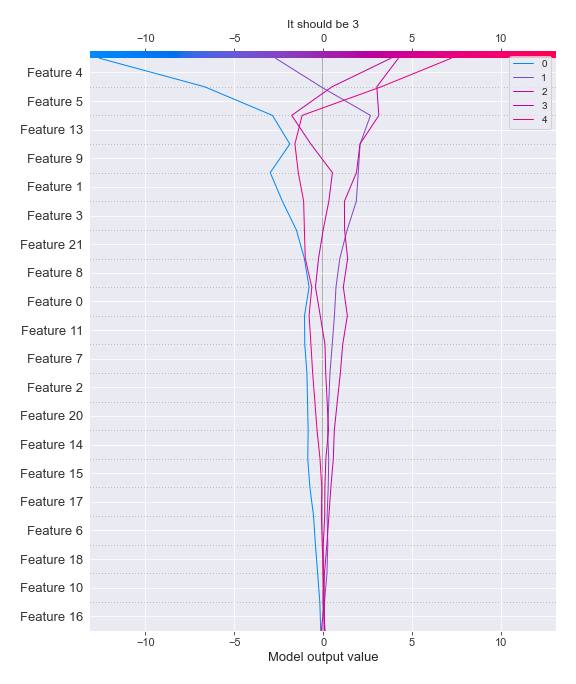 It should be 3
−10 −5 0 5 10
0
1
2
3
4
Feature 4
Feature 5
Feature 13
Feature 9
Feature 1
Feature 3
Feature 21
Feature 8
Feature 0
Feature 11
Feature 7
Feature 2
Feature 20
Feature 14
Feature 15
Feature 17
Feature 6
Feature 18
Feature 10
Feature 16
−10 −5 0 5 10
Model output value